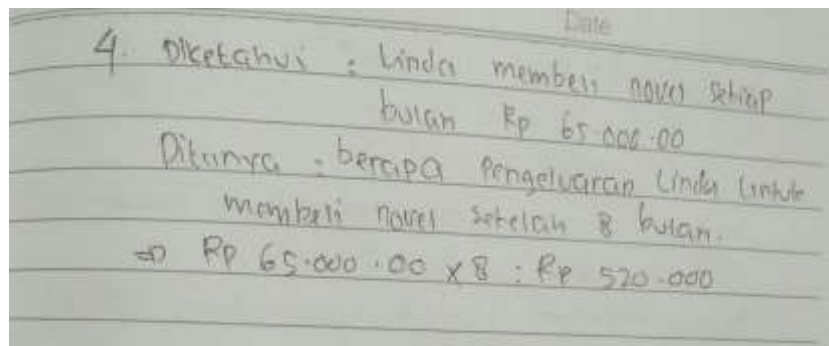 Date
4. Diketahui : Linda membeli novel setiap
bulan Rp 65.000.00
Ditanya : berapa Pengeluaran Linda untuk
membeli novel setelah 8 bulan.
⇒ Rp 65.000.00 x 8 : Rp 520.000